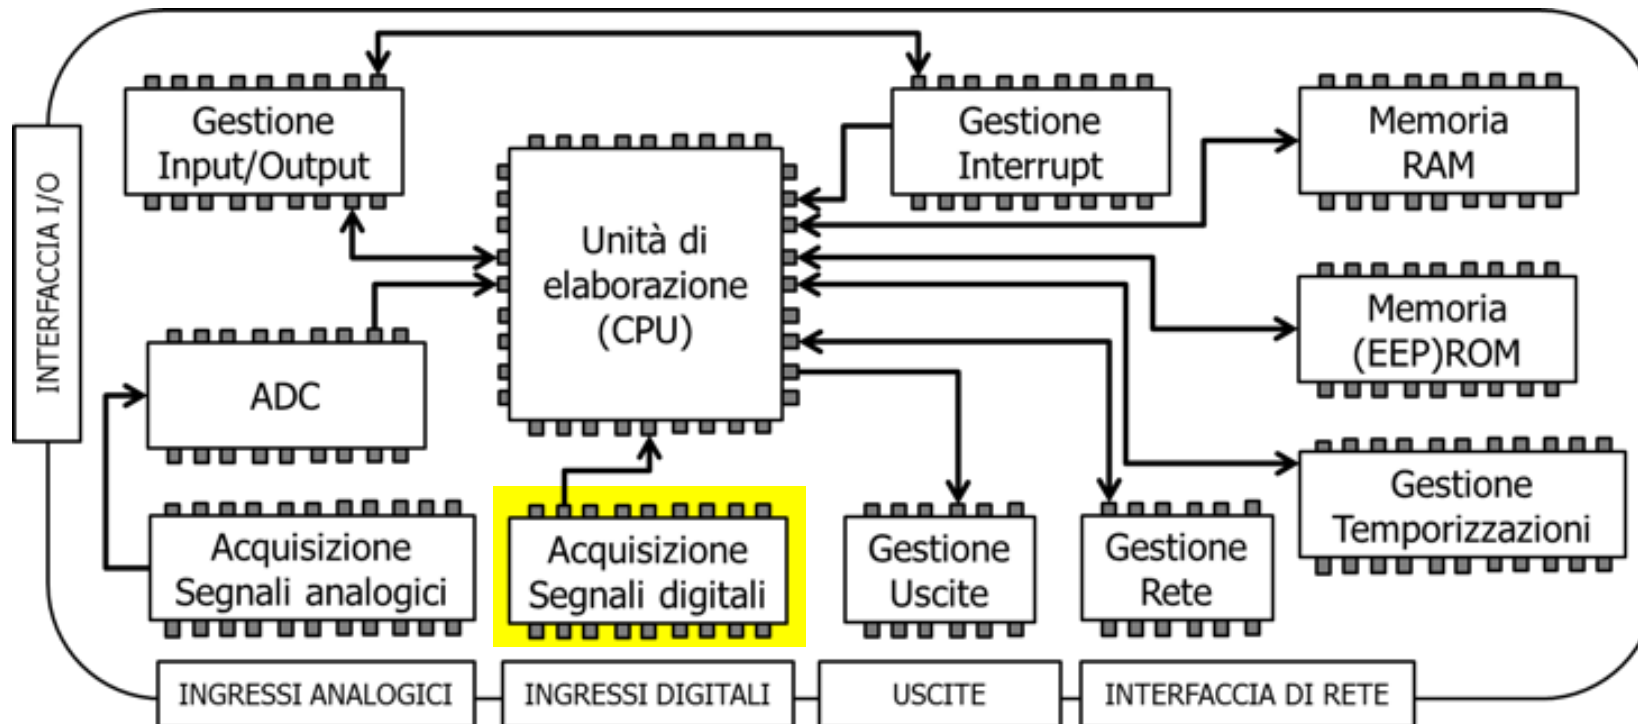 Gestione
Input/Output
Gestione
Interrupt
Memoria
RAM
INTERFACCIA I/O
Unità di
elaborazione
(CPU)
Memoria
(EEP)ROM
ADC
Gestione
Temporizzazioni
Acquisizione
Segnali analogici
Acquisizione
Segnali digitali
Gestione
Uscite
Gestione
Rete
INGRESSI ANALOGICI
INGRESSI DIGITALI
USCITE
INTERFACCIA DI RETE